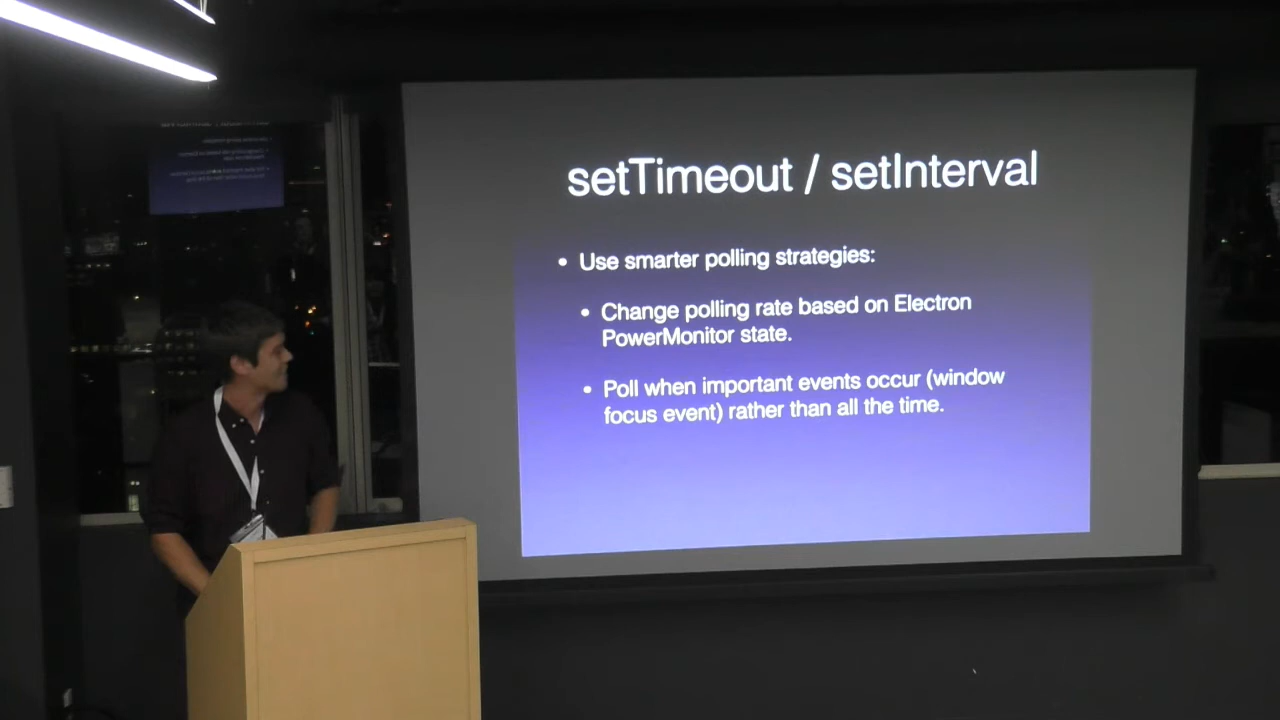 setTimeout / setInterval
• Use smarter polling strategies:
• Change polling rate based on Electron
PowerMonitor state.
• Poll when important events occur (window
focus event) rather than all the time.